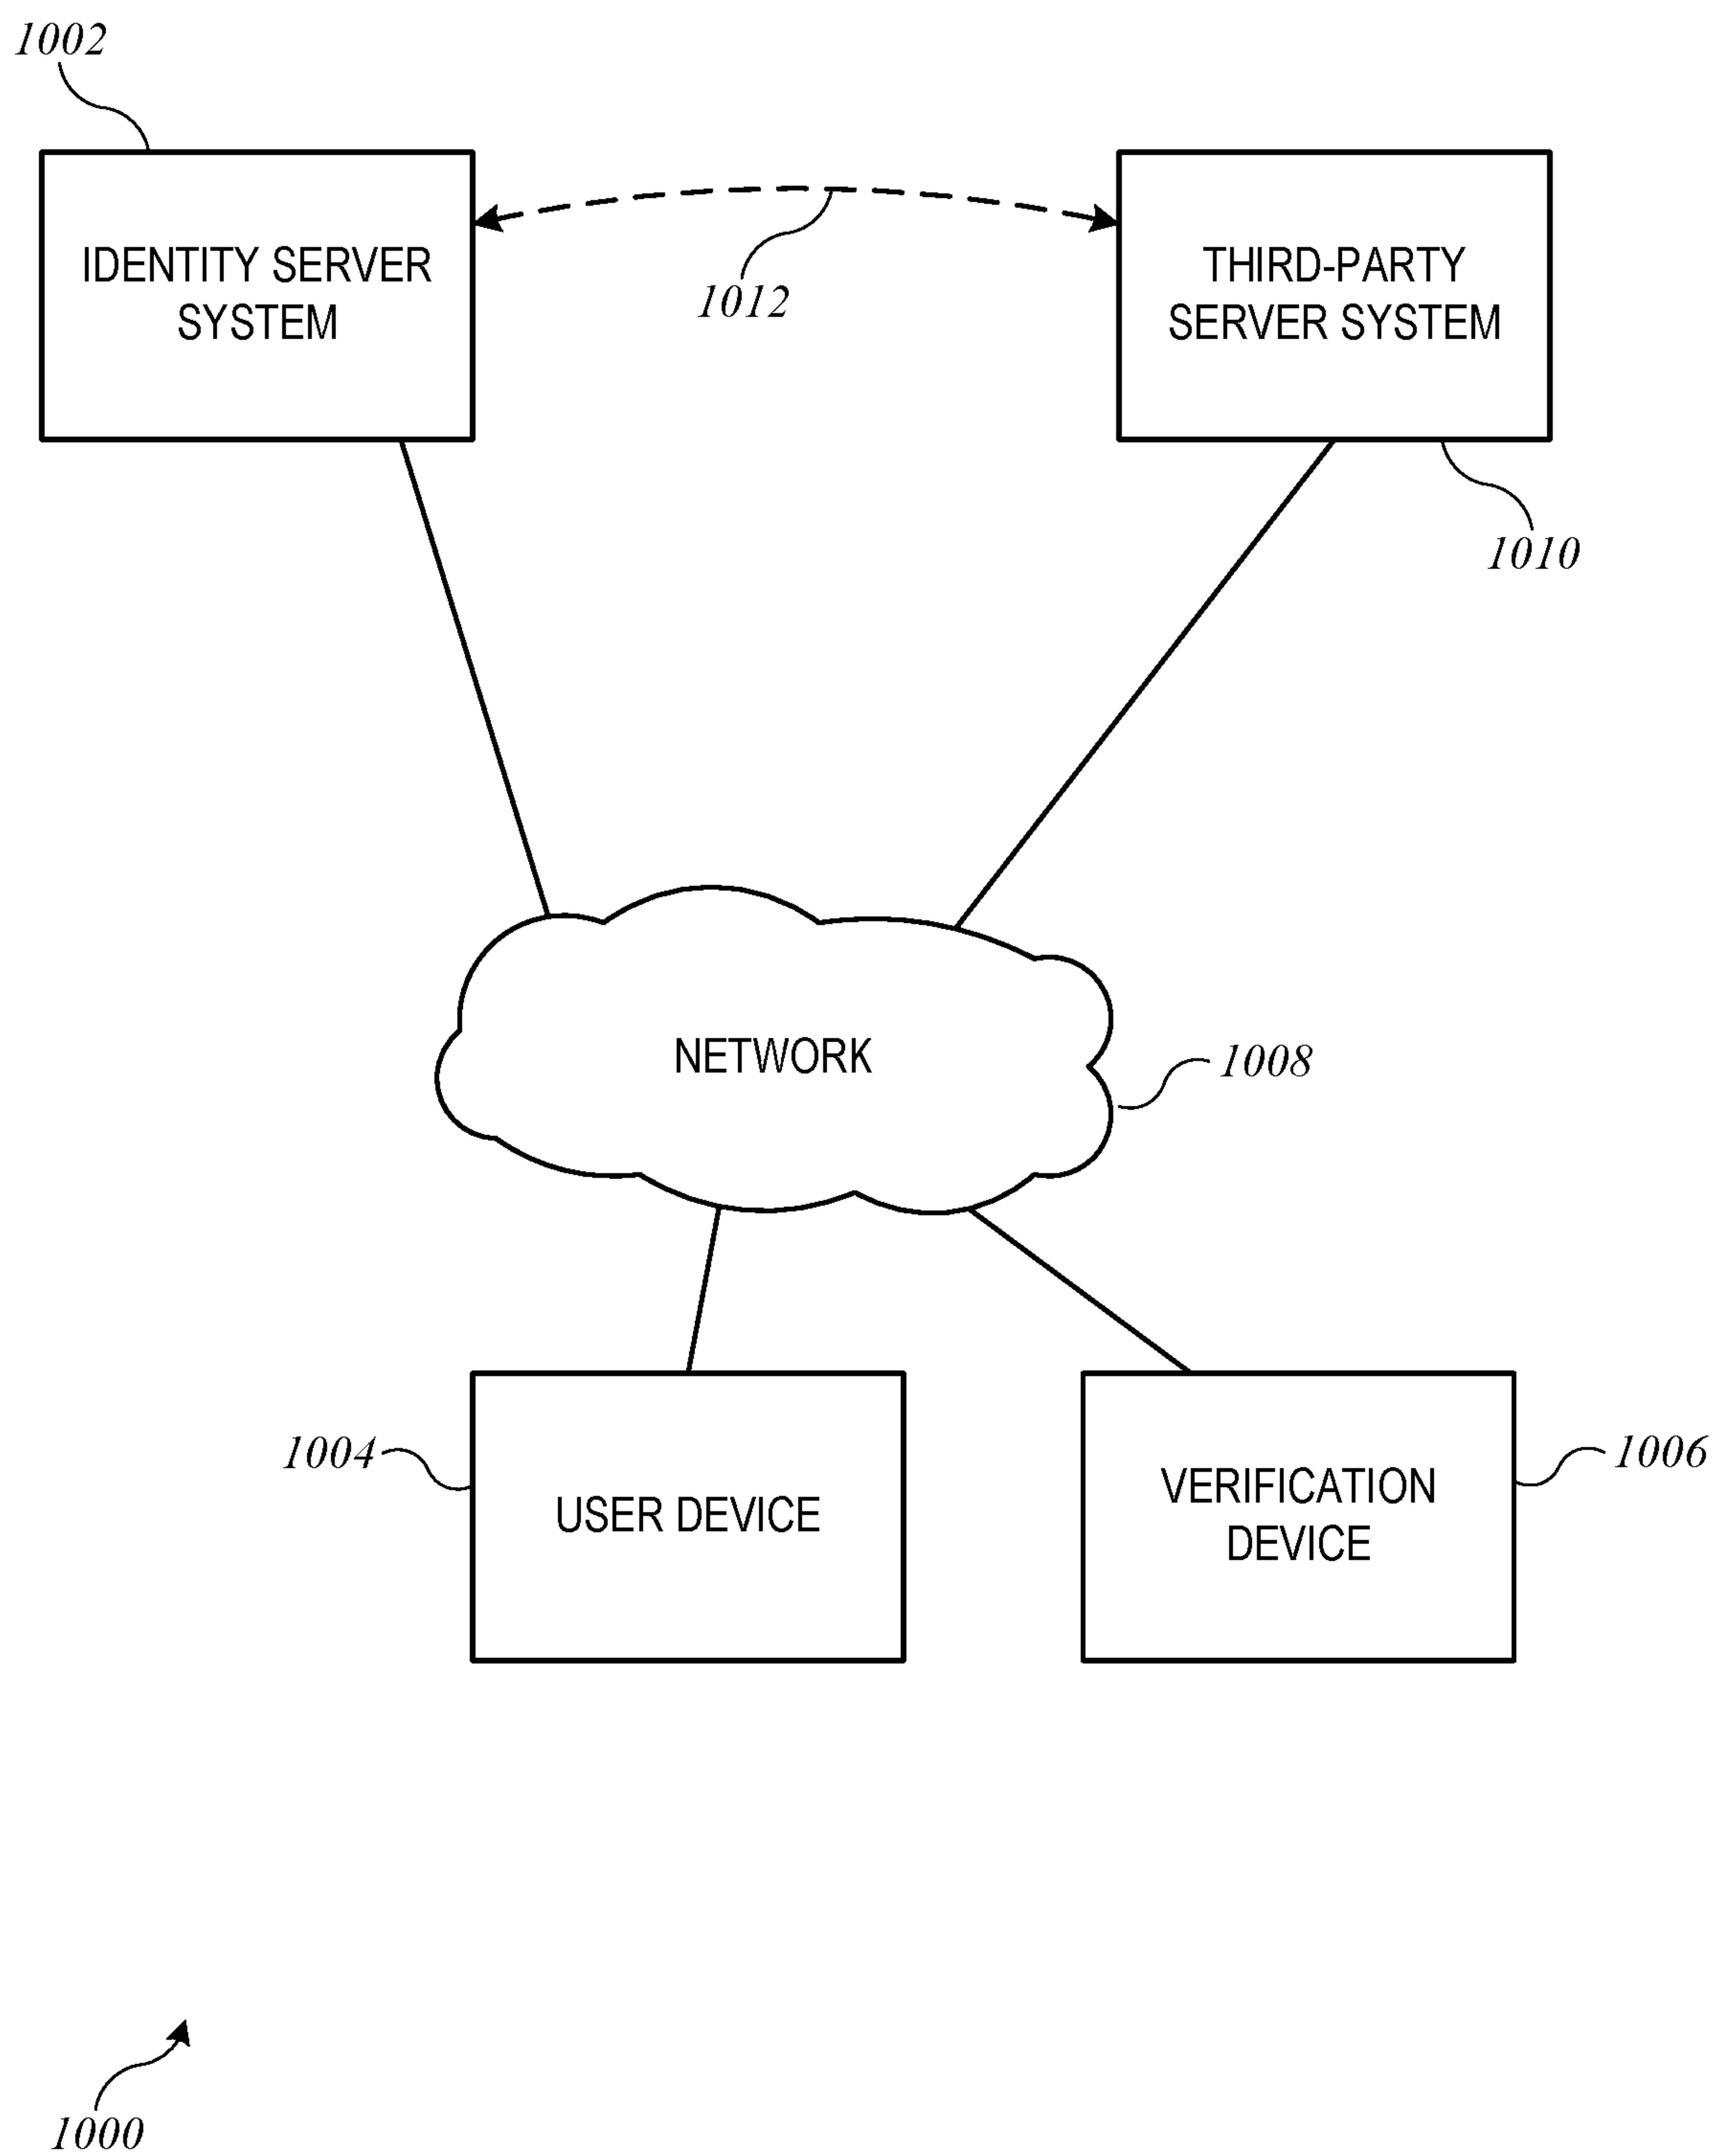 1002
IDENTITY SERVER
SYSTEM
THIRD-PARTY
SERVER SYSTEM
1012
1010
NETWORK
1008
1004
USER DEVICE
VERIFICATION
DEVICE
1006
1000